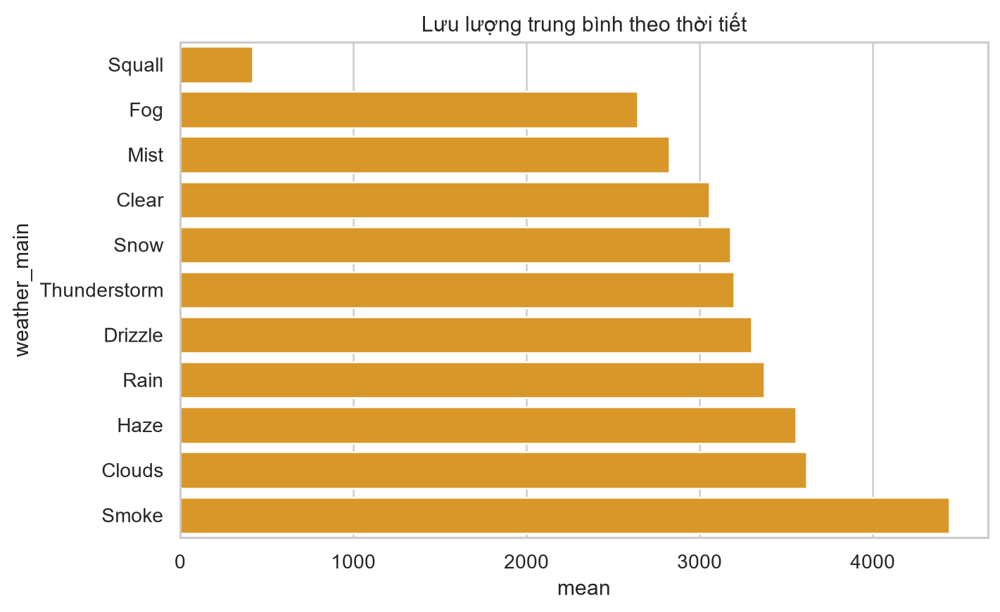 Lưu lượng trung bình theo thời tiết
weather_main
Squall
Fog
Mist
Clear
Snow
Thunderstorm
Drizzle
Rain
Haze
Clouds
Smoke
0 1000 2000 3000 4000
mean